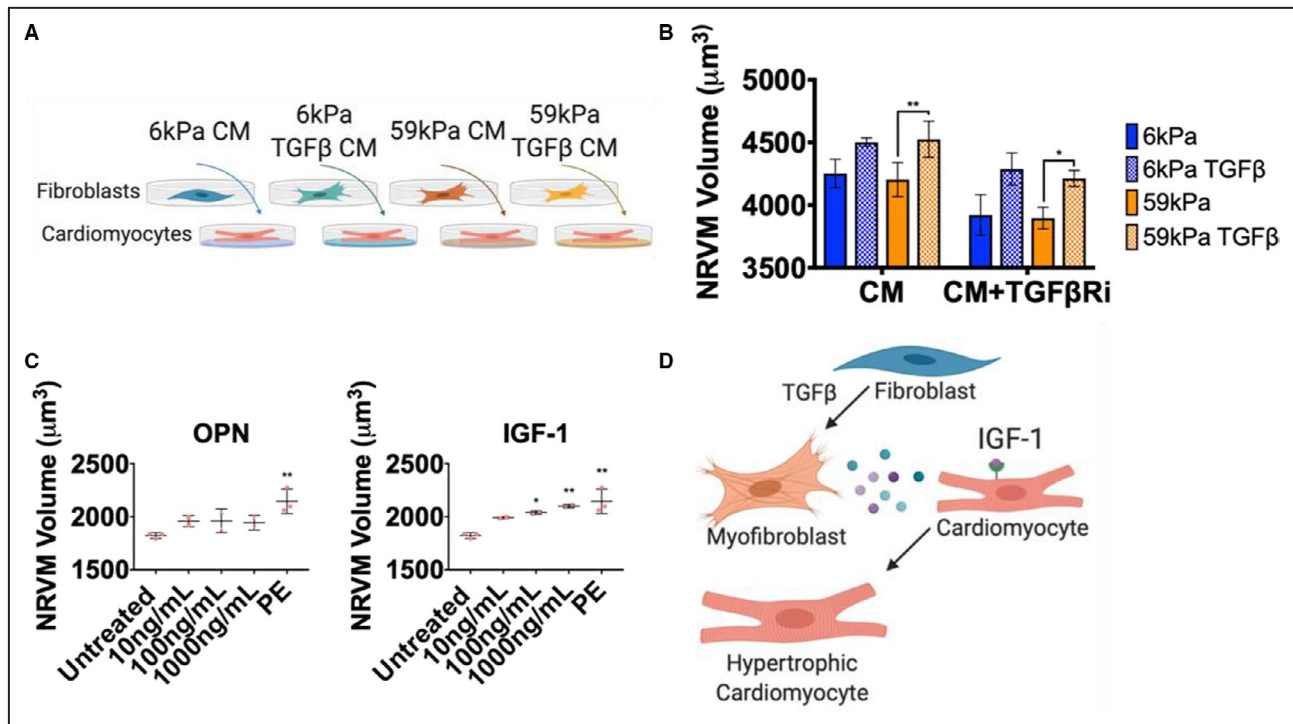 A
6kPa CM
6kPa
TGFβ CM
59kPa CM
59kPa
TGFβ CM
Fibroblasts
Cardiomyocytes
B
NRVM Volume (μm³)
5000
4500
4000
3500
**
*
CM
CM+TGFβRi
6kPa
6kPa TGFβ
59kPa
59kPa TGFβ
C
OPN
NRVM Volume (μm³)
2500
2000
1500
**
Untreated
10ng/mL
100ng/mL
1000ng/mL
PE
IGF-1
NRVM Volume (μm³)
2500
2000
1500
*
**
**
Untreated
10ng/mL
100ng/mL
1000ng/mL
PE
D
TGFβ
Fibroblast
IGF-1
Myofibroblast
Cardiomyocyte
Hypertrophic
Cardiomyocyte